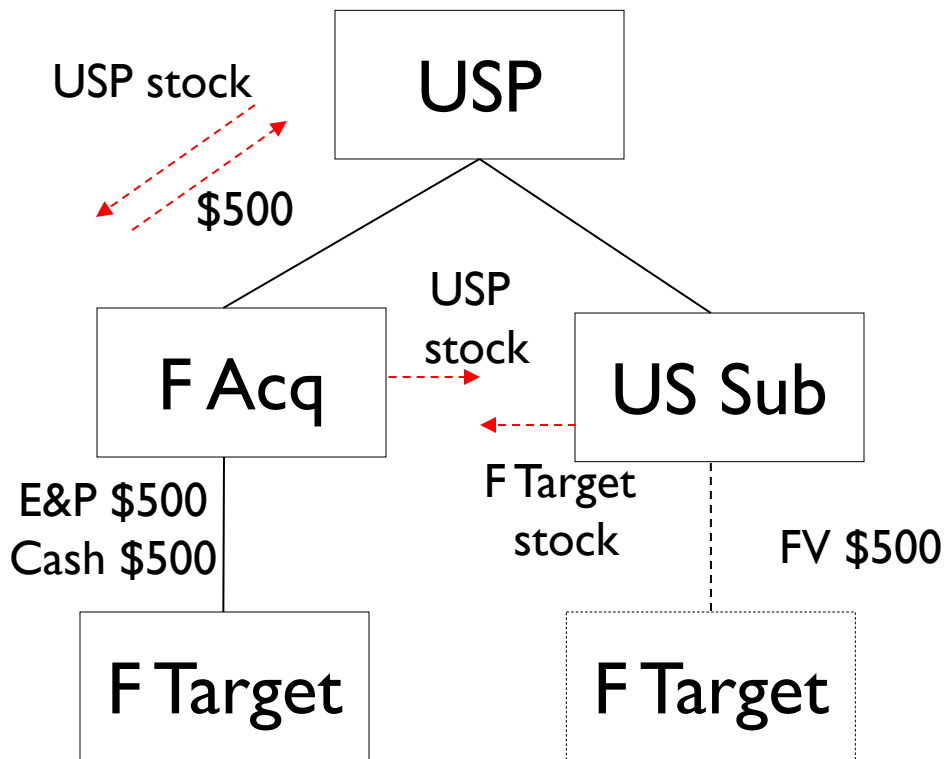 USP
USP stock
$500
USP
stock
F Acq
US Sub
E&P $500
Cash $500
F Target
stock
FV $500
F Target
F Target